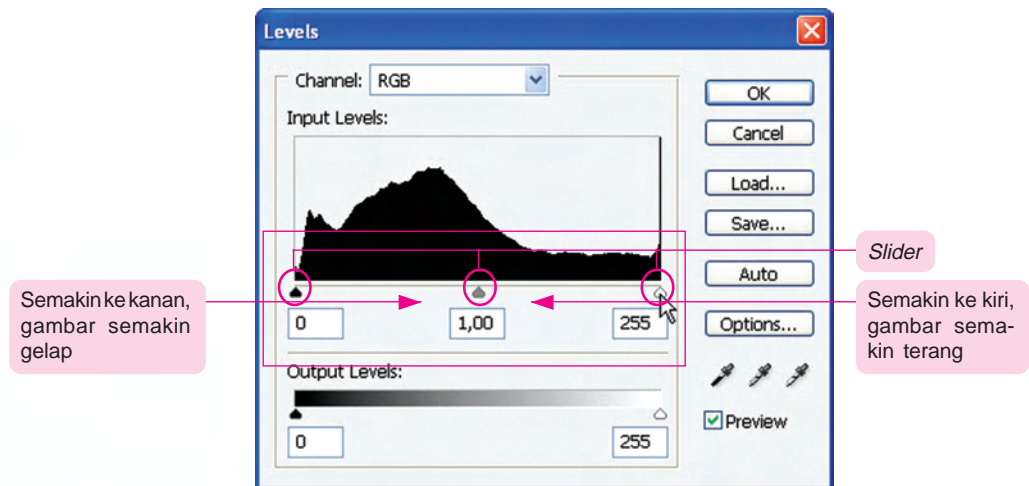 Levels
Channel: RGB
Input Levels:
0 1,00 255
Output Levels:
0 255
OK
Cancel
Load...
Save...
Auto
Options...
Preview
Semakin ke kanan,
gambar semakin
gelap
Slider
Semakin ke kiri,
gambar sema-
kin terang